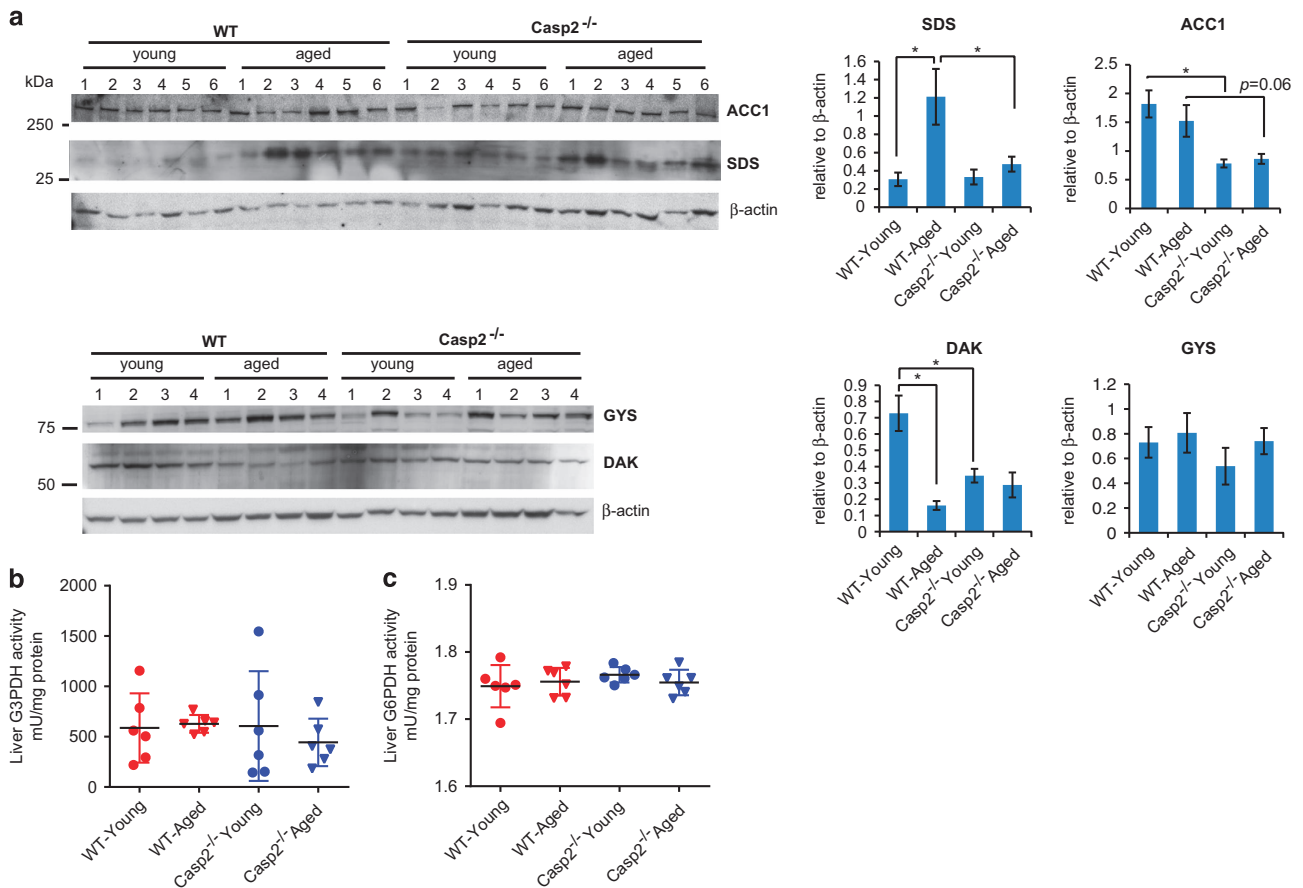 a
WT
Casp2 -/-
young
aged
young
aged
kDa
1 2 3 4 5 6 1 2 3 4 5 6 1 2 3 4 5 6 1 2 3 4 5 6
ACC1
250
SDS
25
β-actin
WT
Casp2 -/-
young
aged
young
aged
1 2 3 4 1 2 3 4 1 2 3 4 1 2 3 4
GYS
75
DAK
50
β-actin
SDS
relative to β-actin
1.6
1.4
1.2
1
0.8
0.6
0.4
0.2
0
*
*
WT-Young
WT-Aged
Casp2-/- Young
Casp2-/- Aged
ACC1
relative to β-actin
2.5
2
1.5
1
0.5
0
*
p=0.06
WT-Young
WT-Aged
Casp2-/- Young
Casp2-/- Aged
DAK
relative to β-actin
0.9
0.8
0.7
0.6
0.5
0.4
0.3
0.2
0.1
0
*
*
WT-Young
WT-Aged
Casp2-/- Young
Casp2-/- Aged
GYS
relative to β-actin
1.2
1
0.8
0.6
0.4
0.2
0
WT-Young
WT-Aged
Casp2-/- Young
Casp2-/- Aged
b
Liver G3PDH activity
mU/mg protein
2000
1500
1000
500
0
WT-Young
WT-Aged
Casp2-/- Young
Casp2-/- Aged
c
Liver G6PDH activity
mU/mg protein
1.9
1.8
1.7
1.6
WT-Young
WT-Aged
Casp2-/- Young
Casp2-/- Aged